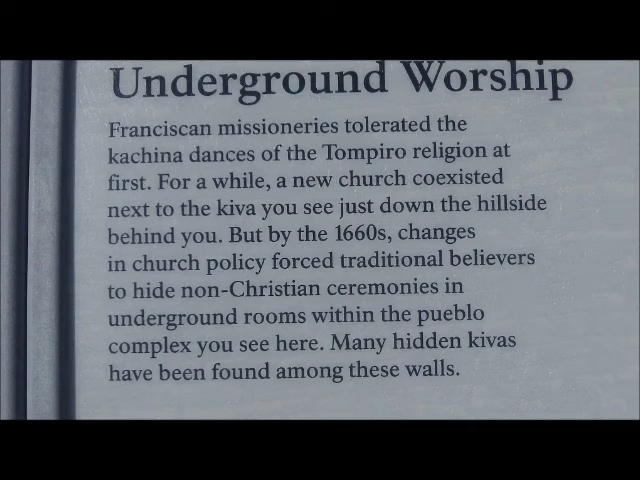 Underground Worship
Franciscan missioneries tolerated the
kachina dances of the Tompiro religion at
first. For a while, a new church coexisted
next to the kiva you see just down the hillside
behind you. But by the 1660s, changes
in church policy forced traditional believers
to hide non-Christian ceremonies in
underground rooms within the pueblo
complex you see here. Many hidden kivas
have been found among these walls.